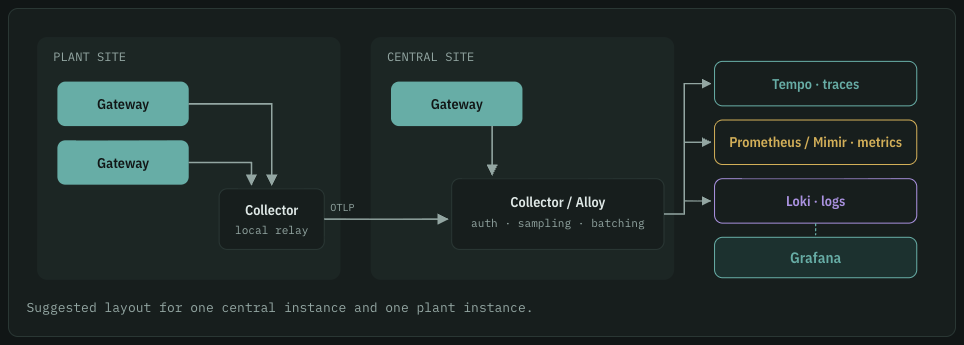 PLANT SITE
Gateway
Gateway
Collector
local relay
OTLP
CENTRAL SITE
Gateway
Collector / Alloy
auth · sampling · batching
Tempo · traces
Prometheus / Mimir · metrics
Loki · logs
Grafana
Suggested layout for one central instance and one plant instance.